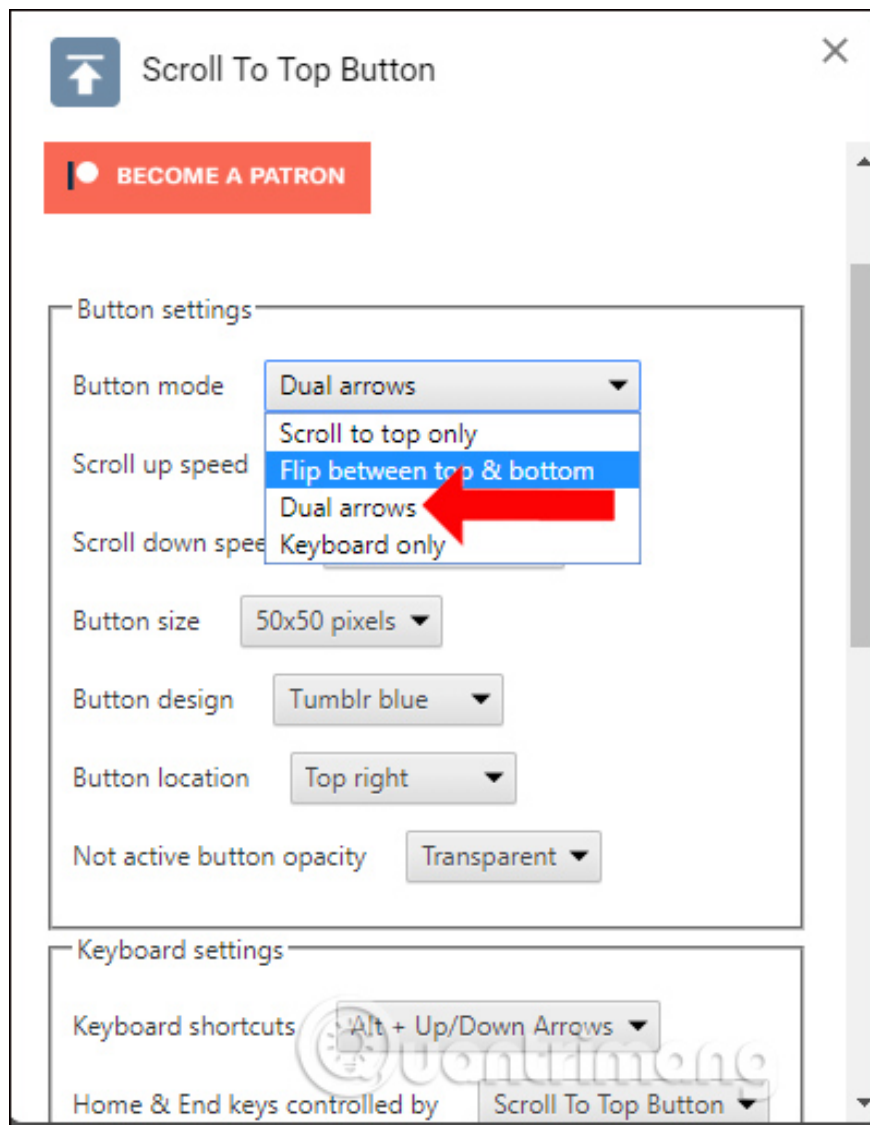 Scroll To Top Button
BECOME A PATRON
Button settings
Button mode Dual arrows
Scroll to top only
Scroll up speed Flip between top & bottom
Dual arrows
Scroll down spee Keyboard only
Button size 50x50 pixels
Button design Tumblr blue
Button location Top right
Not active button opacity Transparent
Keyboard settings
Keyboard shortcuts Alt + Up/Down Arrows
Quantrimang
Home & End keys controlled by Scroll To Top Button